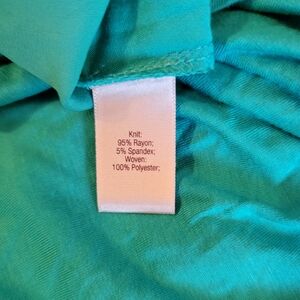 Knit:
95% Rayon;
5% Spandex;
Woven:
100% Polyester;